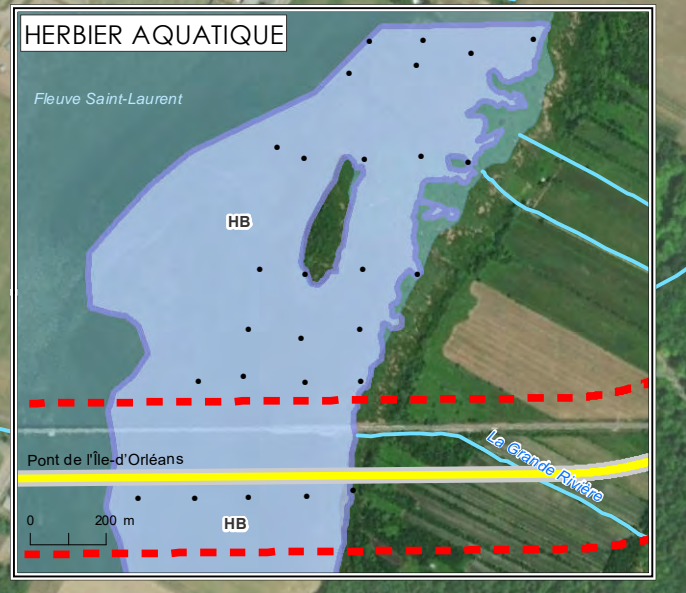 HERBIER AQUATIQUE
Fleuve Saint-Laurent
HB
La Grande Rivière
Pont de l'Île-d'Orléans
0 200 m
HB